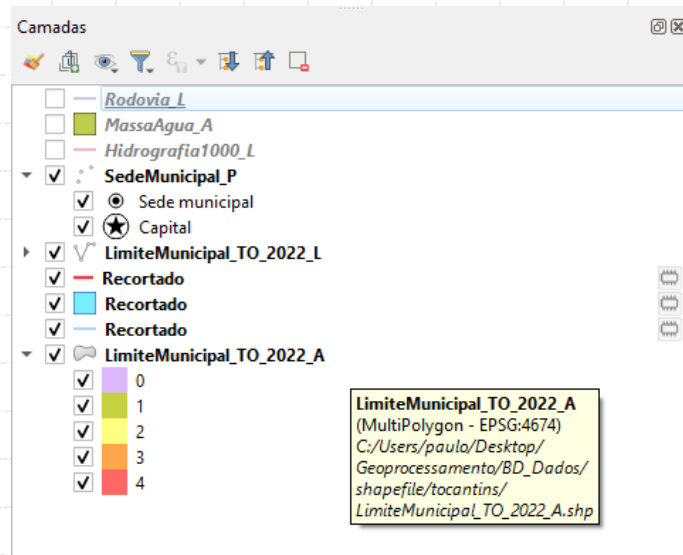 Camadas
Rodovia_L
MassaAgua_A
Hidrografia1000_L
SedeMunicipal_P
Sede municipal
Capital
LimiteMunicipal_TO_2022_L
Recortado
Recortado
Recortado
LimiteMunicipal_TO_2022_A
0
1
2
3
4
LimiteMunicipal_TO_2022_A
(MultiPolygon - EPSG:4674)
C:/Users/paulo/Desktop/
Geoprocessamento/BD_Dados/
shapefile/tocantins/
LimiteMunicipal_TO_2022_A.shp